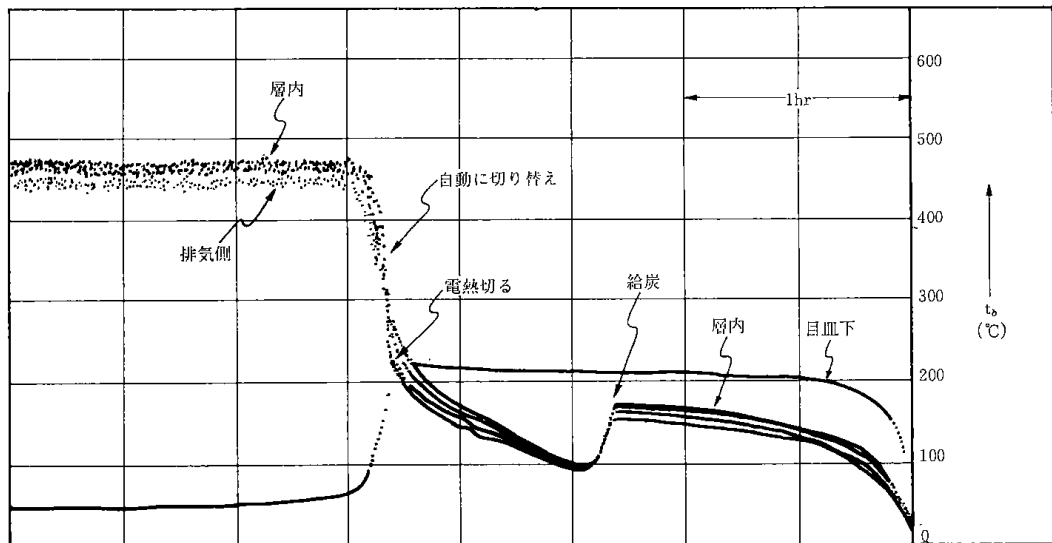 600
層内
1hr
500
自動に切り替え
400
排気側
電熱切る
給炭
300
層内
目皿下
t_b
(℃)
200
100
0